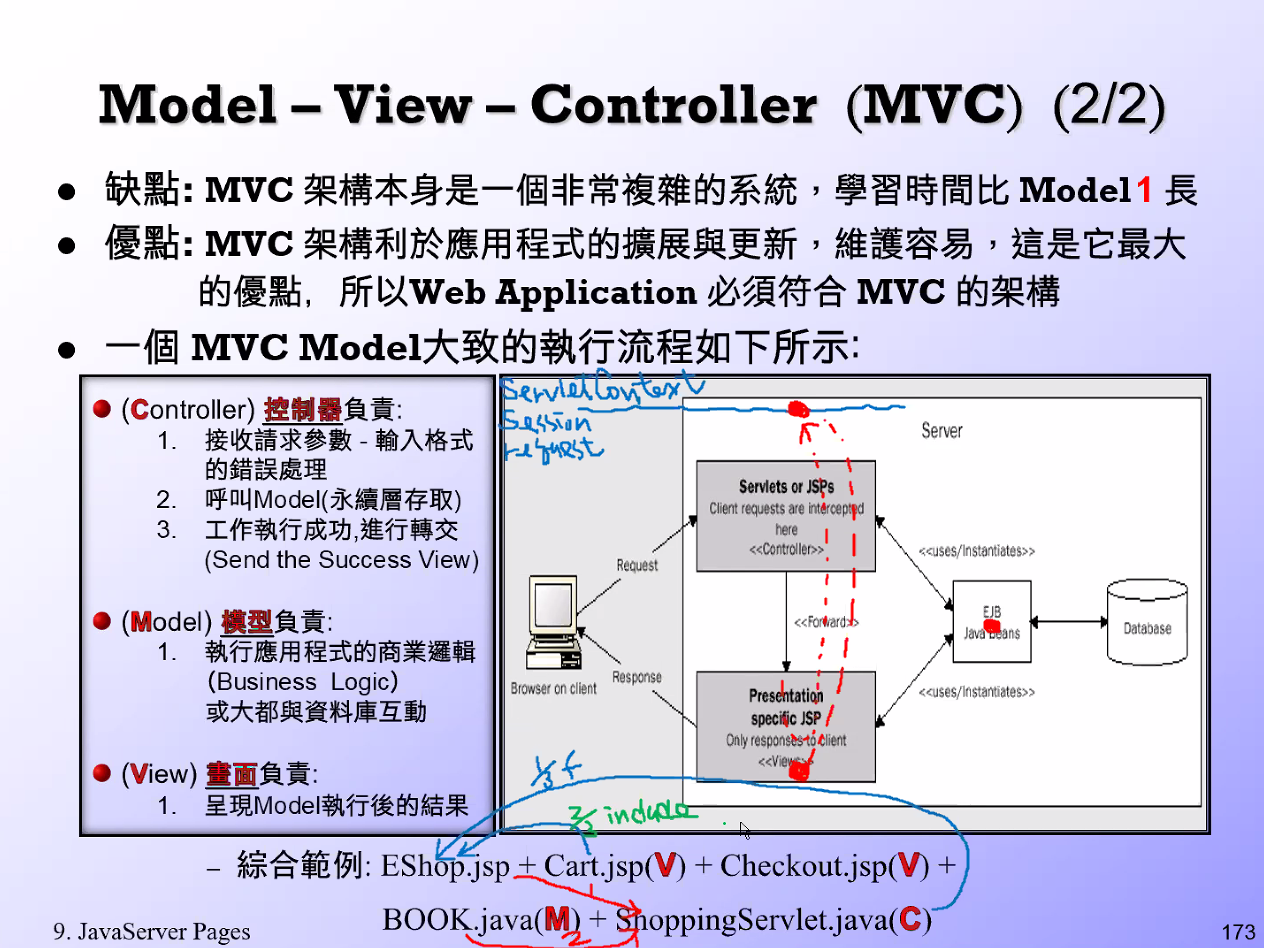 Model – View – Controller (MVC) (2/2)
● 缺點: MVC 架構本身是一個非常複雜的系統，學習時間比 Model1 長
● 優點: MVC 架構利於應用程式的擴展與更新，維護容易，這是它最大
的優點, 所以Web Application 必須符合 MVC 的架構
● 一個 MVC Model大致的執行流程如下所示:
(Controller) 控制器負責:
1. 接收請求參數 - 輸入格式
的錯誤處理
2. 呼叫Model(永續層存取)
3. 工作執行成功,進行轉交
(Send the Success View)
(Model) 模型負責:
1. 執行應用程式的商業邏輯
(Business Logic)
或大都與資料庫互動
(View) 畫面負責:
1. 呈現Model執行後的結果
ServletContext
Session
request
Server
Servlets or JSPs
Client requests are intercepted
here
<<Controller>>
Request
<<uses/Instantiates>>
EJB
Java Beans
Database
<<Forward>>
Browser on client
Response
Presentation
specific JSP
Only responses to client
<<View>>
<<uses/Instantiates>>
include
– 綜合範例: EShop.jsp + Cart.jsp(V) + Checkout.jsp(V) +
1
BOOK.java(M) + ShoppingServlet.java(C)
2
9. JavaServer Pages
173